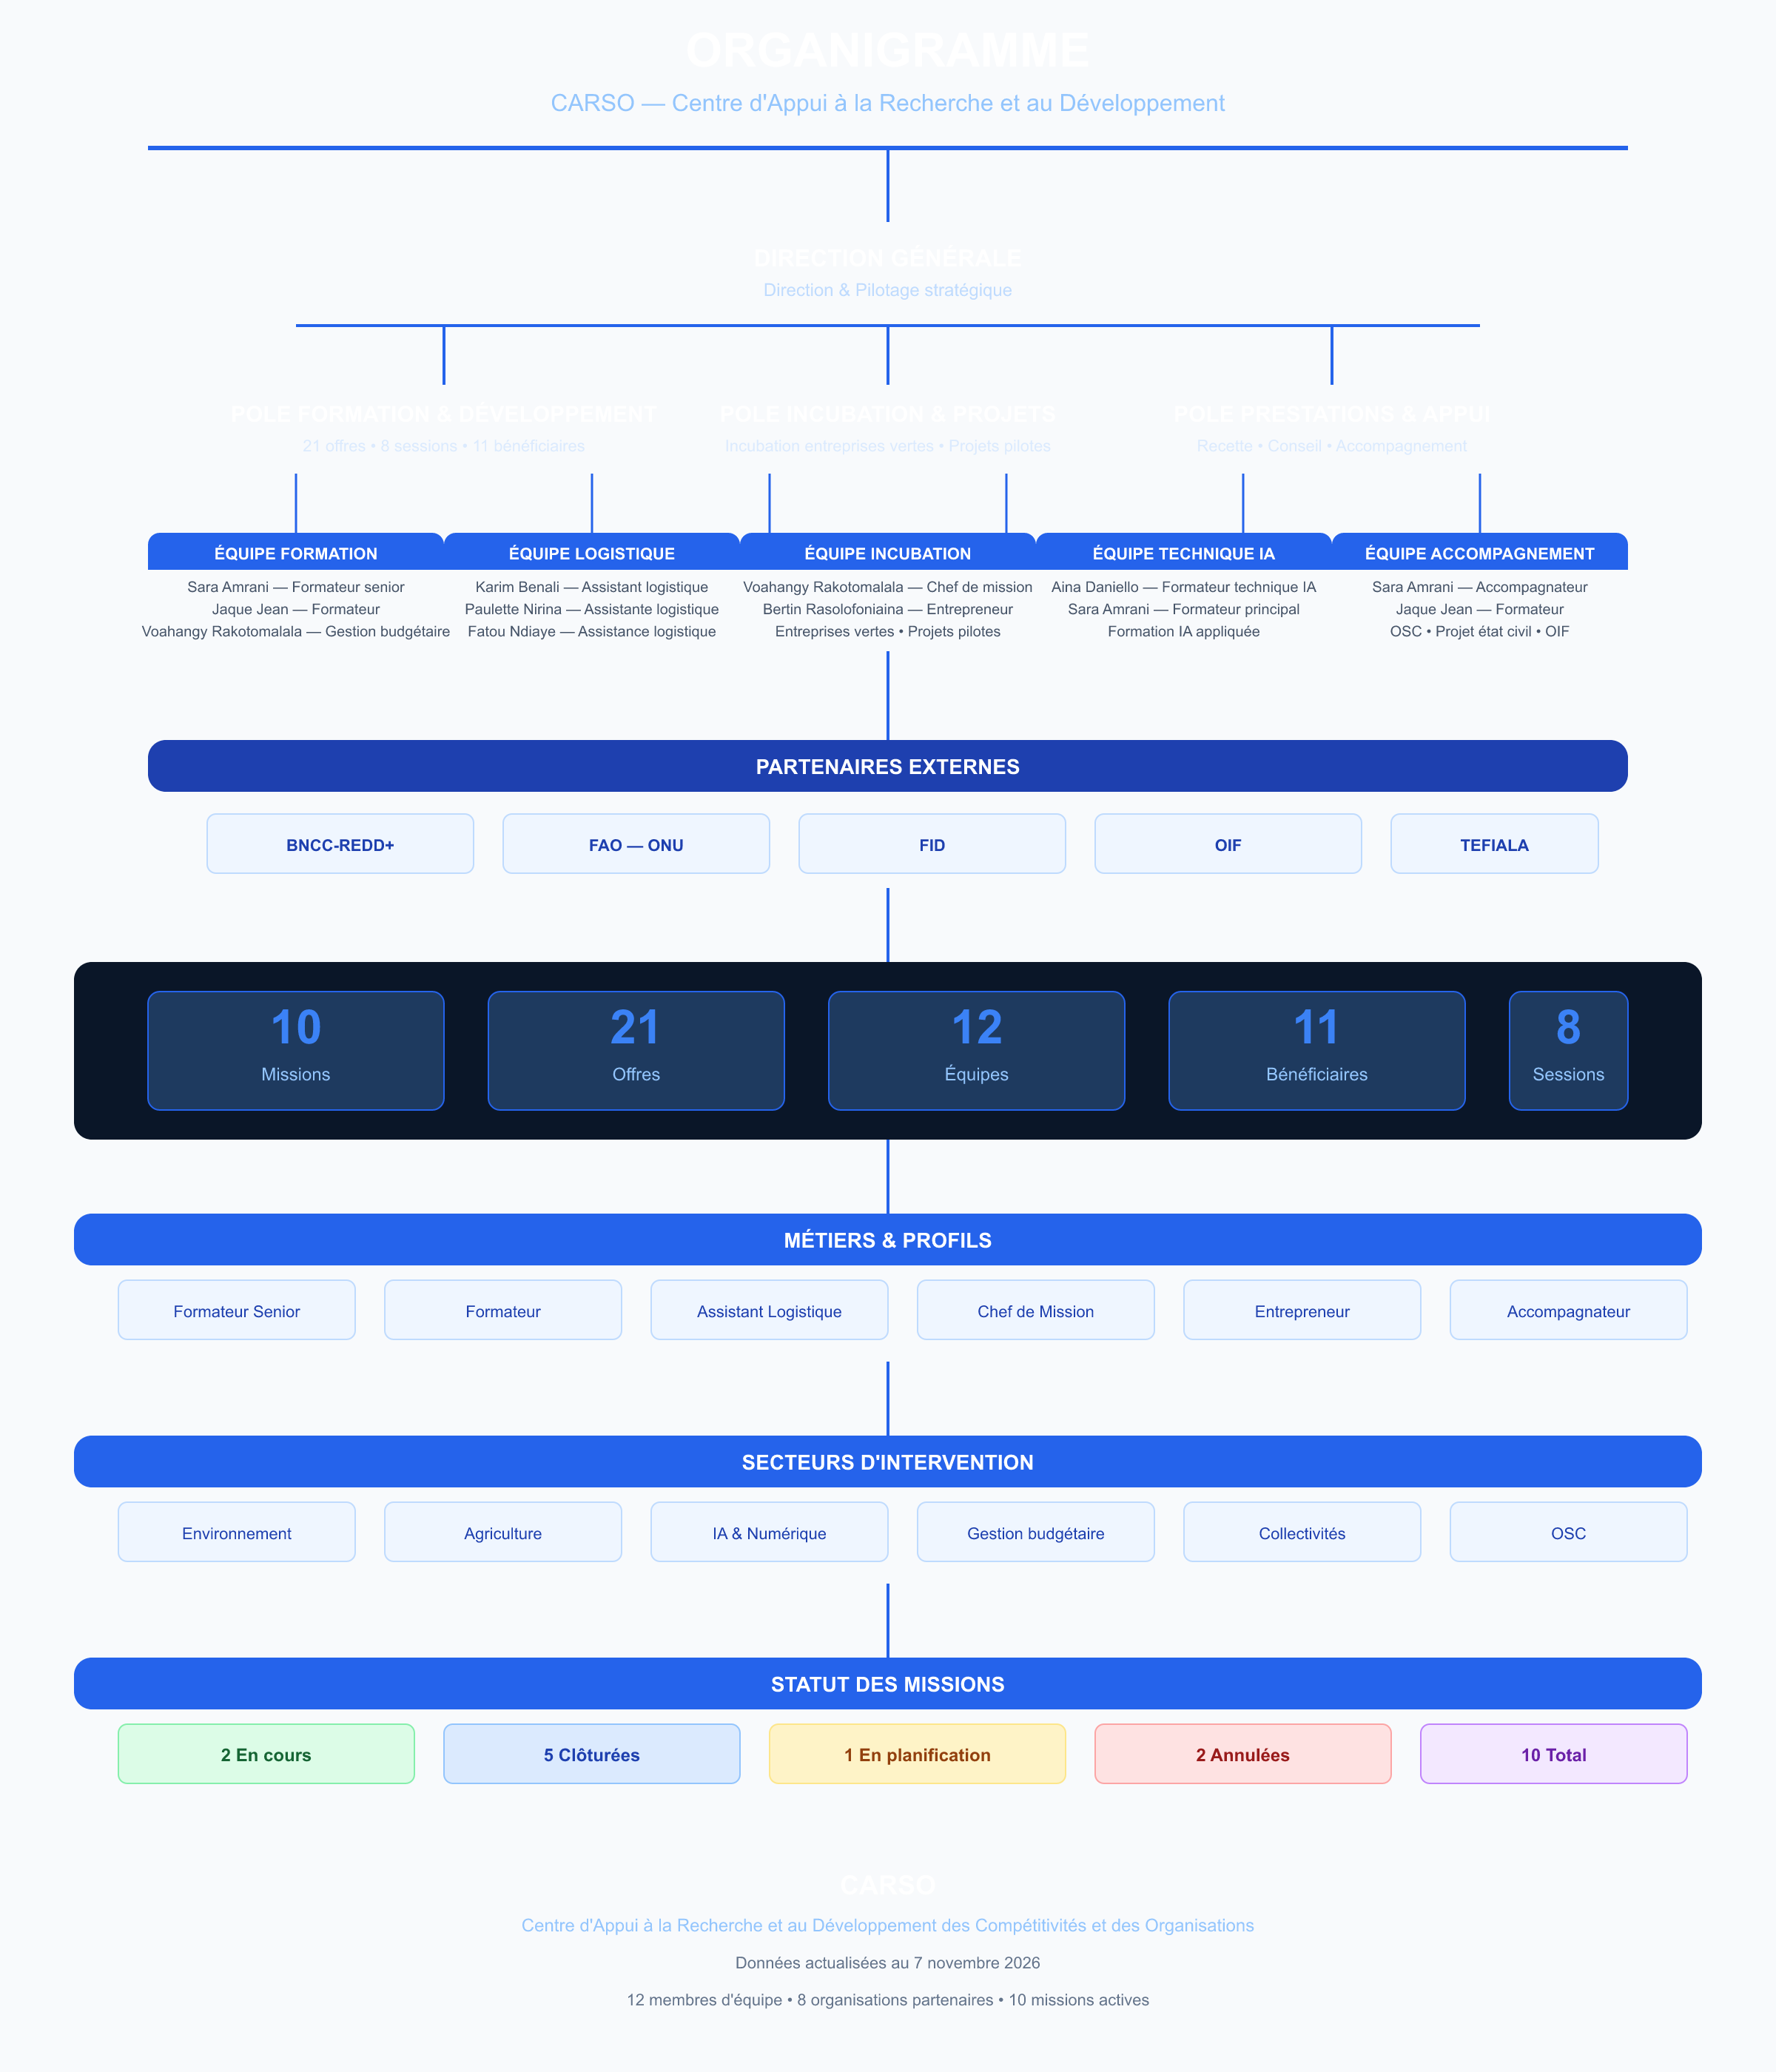 ORGANIGRAMME
CARSO — Centre d'Appui à la Recherche et au Développement
DIRECTION GÉNÉRALE
Direction & Pilotage stratégique
POLE FORMATION & DÉVELOPPEMENT
POLE INCUBATION & PROJETS
POLE PRESTATIONS & APPUI
21 offres • 8 sessions • 11 bénéficiaires
Incubation entreprises vertes • Projets pilotes
Recette • Conseil • Accompagnement
ÉQUIPE FORMATION
Sara Amrani — Formateur senior
Jaque Jean — Formateur
Voahangy Rakotomalala — Gestion budgétaire
ÉQUIPE LOGISTIQUE
Karim Benali — Assistant logistique
Paulette Nirina — Assistante logistique
Fatou Ndiaye — Assistance logistique
ÉQUIPE INCUBATION
Voahangy Rakotomalala — Chef de mission
Bertin Rasolofoniaina — Entrepreneur
Entreprises vertes • Projets pilotes
ÉQUIPE TECHNIQUE IA
Aina Daniello — Formateur technique IA
Sara Amrani — Formateur principal
Formation IA appliquée
ÉQUIPE ACCOMPAGNEMENT
Sara Amrani — Accompagnateur
Jaque Jean — Formateur
OSC • Projet état civil • OIF
PARTENAIRES EXTERNES
BNCC-REDD+
FAO — ONU
FID
OIF
TEFIALA
10
Missions
21
Offres
12
Équipes
11
Bénéficiaires
8
Sessions
MÉTIERS & PROFILS
Formateur Senior
Formateur
Assistant Logistique
Chef de Mission
Entrepreneur
Accompagnateur
SECTEURS D'INTERVENTION
Environnement
Agriculture
IA & Numérique
Gestion budgétaire
Collectivités
OSC
STATUT DES MISSIONS
2 En cours
5 Clôturées
1 En planification
2 Annulées
10 Total
CARSO
Centre d'Appui à la Recherche et au Développement des Compétitivités et des Organisations
Données actualisées au 7 novembre 2026
12 membres d'équipe • 8 organisations partenaires • 10 missions actives